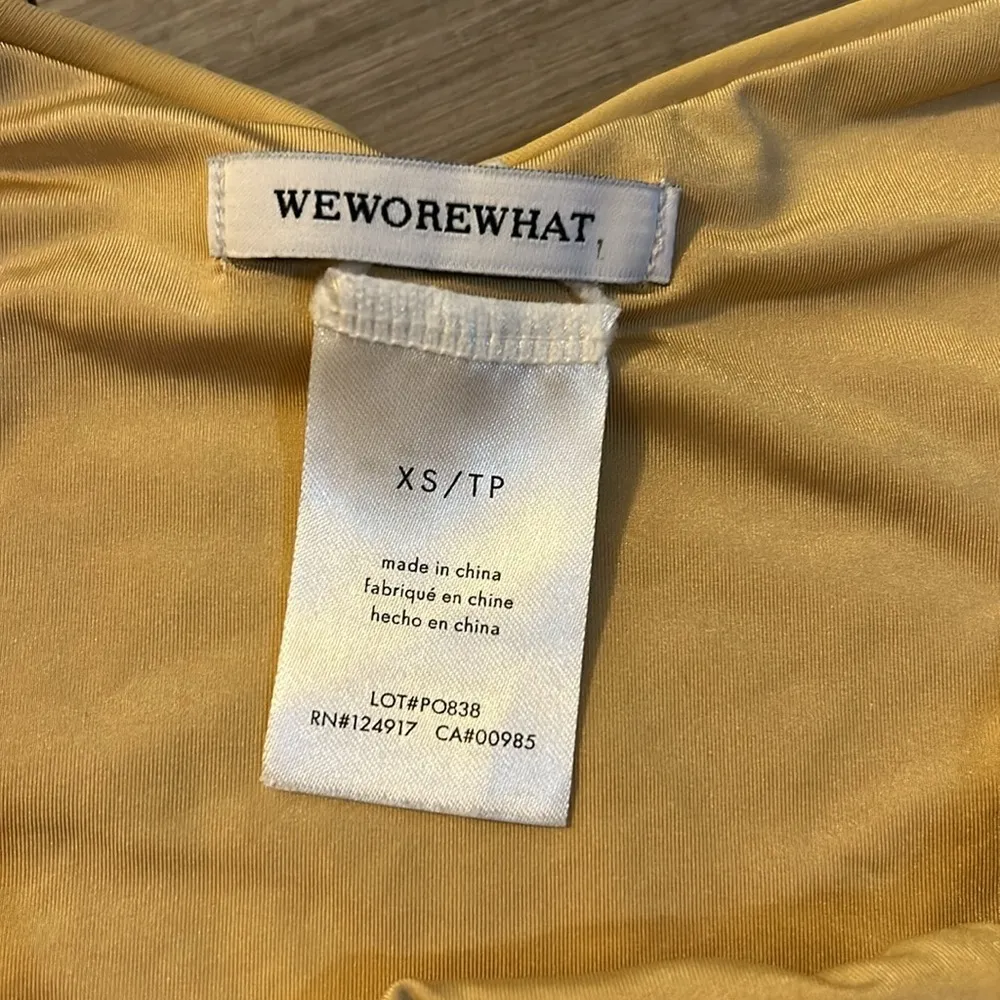 WEWOREWHAT
XS/TP
made in china
fabriqué en chine
hecho en china
LOT#PO838
RN#124917 CA#00985